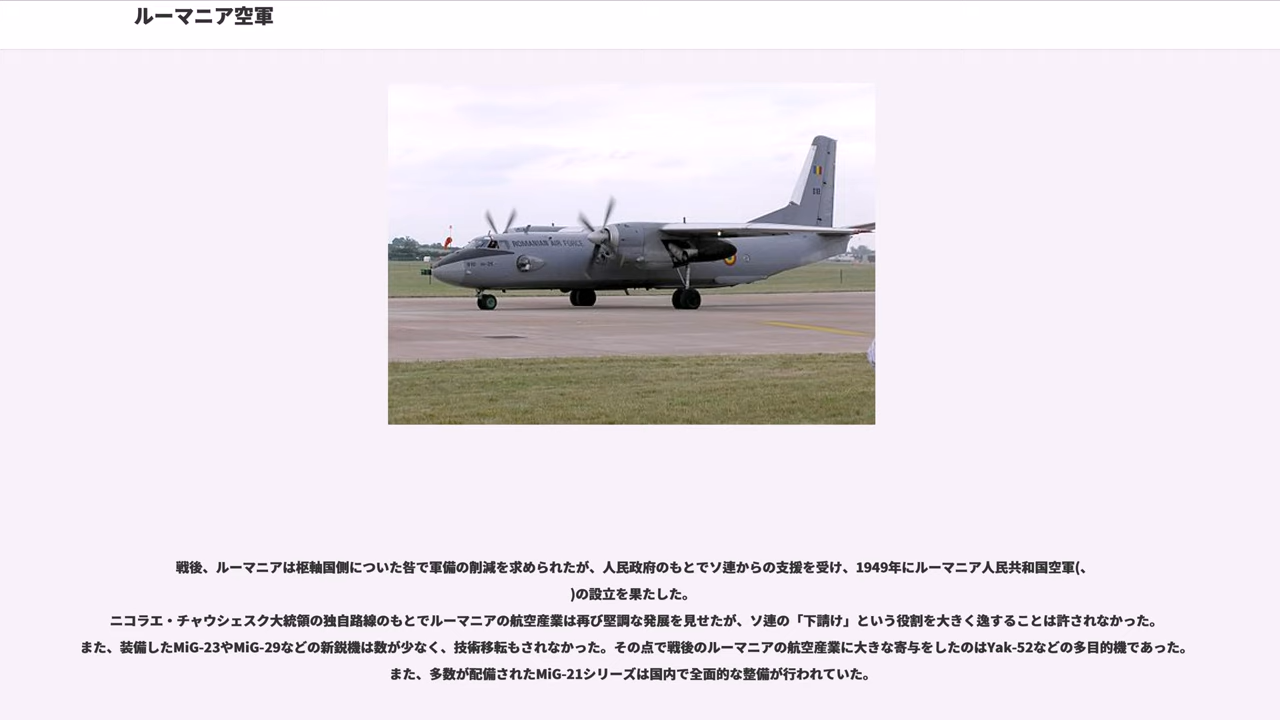 ルーマニア空軍
ROMANIAN AIR FORCE
戦後、ルーマニアは枢軸国側についた咎で軍備の削減を求められたが、人民政府のもとでソ連からの支援を受け、1949年にルーマニア人民共和国空軍(、
)の設立を果たした。
ニコラエ・チャウシェスク大統領の独自路線のもとでルーマニアの航空産業は再び堅調な発展を見せたが、ソ連の「下請け」という役割を大きく逸することは許されなかった。
また、装備したMiG-23やMiG-29などの新鋭機は数が少なく、技術移転もされなかった。その点で戦後のルーマニアの航空産業に大きな寄与をしたのはYak-52などの多目的機であった。
また、多数が配備されたMiG-21シリーズは国内で全面的な整備が行われていた。